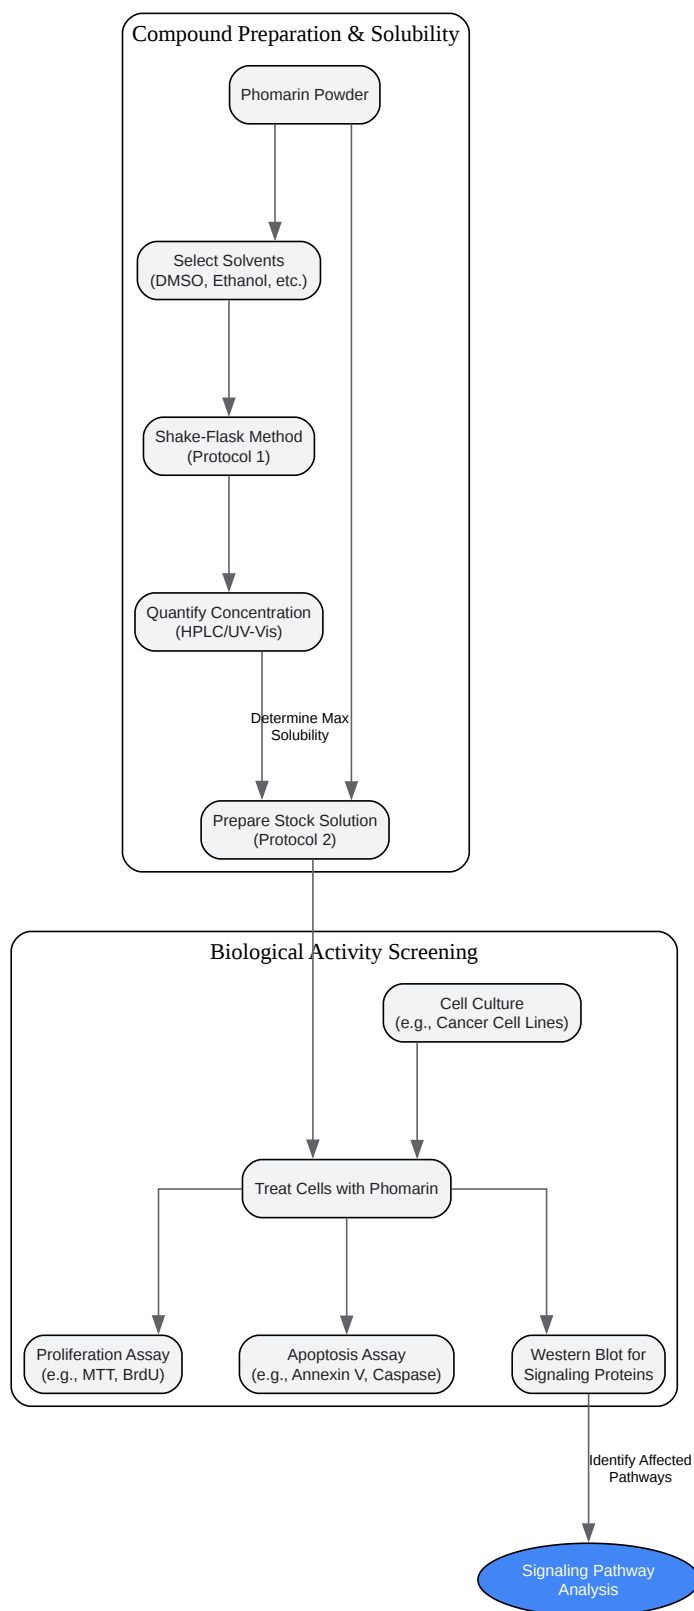 Compound Preparation & Solubility
Phomarin Powder
Select Solvents
(DMSO, Ethanol, etc.)
Shake-Flask Method
(Protocol 1)
Quantify Concentration
(HPLC/UV-Vis)
Determine Max
Solubility
Prepare Stock Solution
(Protocol 2)
Biological Activity Screening
Cell Culture
(e.g., Cancer Cell Lines)
Treat Cells with Phomarin
Proliferation Assay
(e.g., MTT, BrdU)
Apoptosis Assay
(e.g., Annexin V, Caspase)
Western Blot for
Signaling Proteins
Identify Affected
Pathways
Signaling Pathway
Analysis